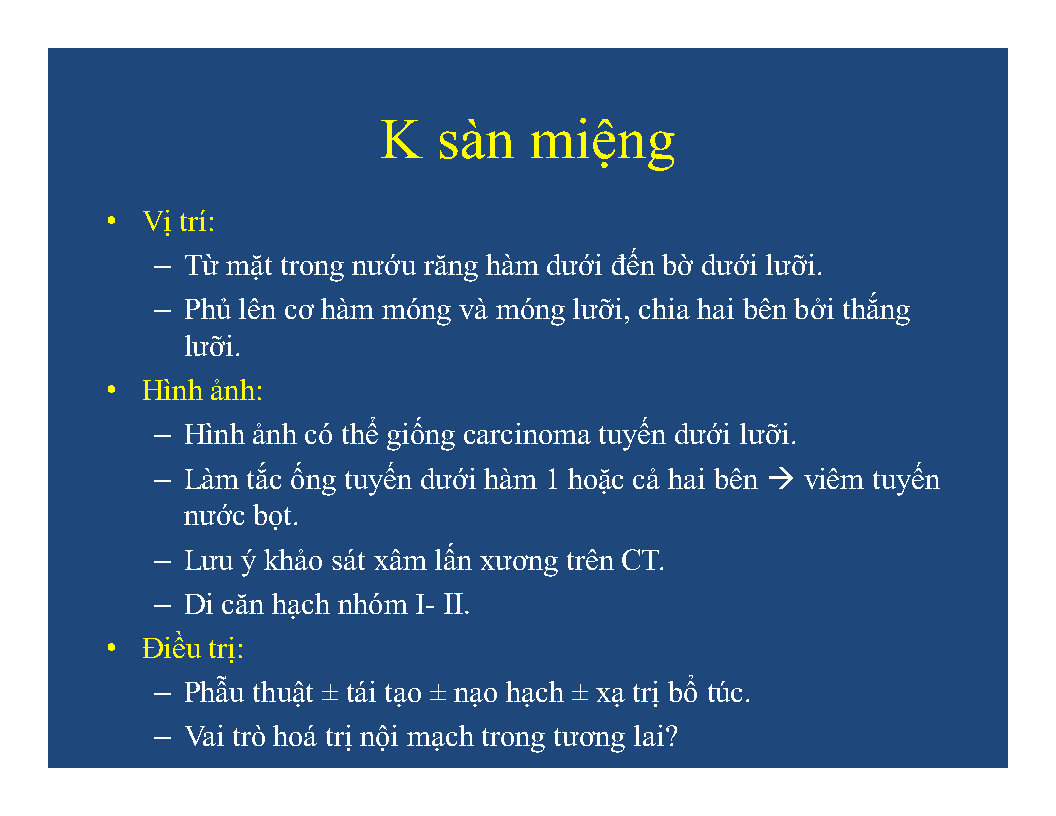 K sàn miệng
• Vị trí:
– Từ mặt trong nướu răng hàm dưới đến bờ dưới lưỡi.
– Phủ lên cơ hàm móng và móng lưỡi, chia hai bên bởi thắng
lưỡi.
• Hình ảnh:
– Hình ảnh có thể giống carcinoma tuyến dưới lưỡi.
– Làm tắc ống tuyến dưới hàm 1 hoặc cả hai bên → viêm tuyến
nước bọt.
– Lưu ý khảo sát xâm lấn xương trên CT.
– Di căn hạch nhóm I- II.
• Điều trị:
– Phẫu thuật ± tái tạo ± nạo hạch ± xạ trị bổ túc.
– Vai trò hoá trị nội mạch trong tương lai?